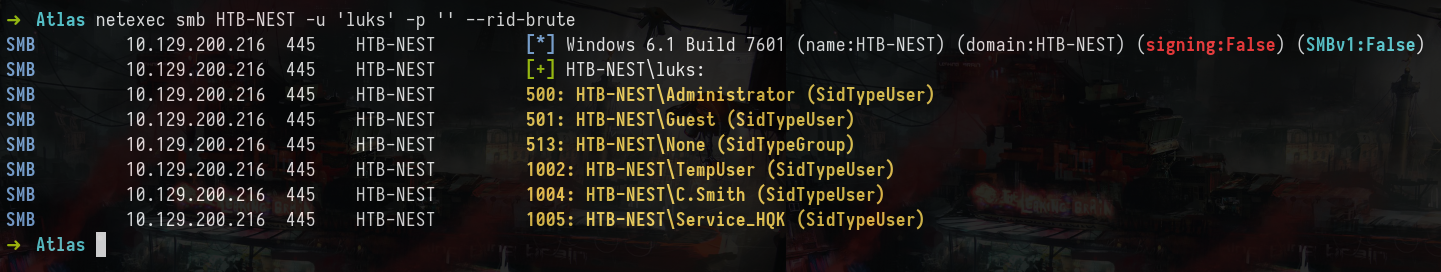 → Atlas netexec smb HTB-NEST -u 'luks' -p '' --rid-brute
SMB 10.129.200.216 445 HTB-NEST [*] Windows 6.1 Build 7601 (name:HTB-NEST) (domain:HTB-NEST) (signing:False) (SMBv1:False)
SMB 10.129.200.216 445 HTB-NEST [+] HTB-NEST\luks:
SMB 10.129.200.216 445 HTB-NEST 500: HTB-NEST\Administrator (SidTypeUser)
SMB 10.129.200.216 445 HTB-NEST 501: HTB-NEST\Guest (SidTypeUser)
SMB 10.129.200.216 445 HTB-NEST 513: HTB-NEST\None (SidTypeGroup)
SMB 10.129.200.216 445 HTB-NEST 1002: HTB-NEST\TempUser (SidTypeUser)
SMB 10.129.200.216 445 HTB-NEST 1004: HTB-NEST\C.Smith (SidTypeUser)
SMB 10.129.200.216 445 HTB-NEST 1005: HTB-NEST\Service_HQK (SidTypeUser)
→ Atlas